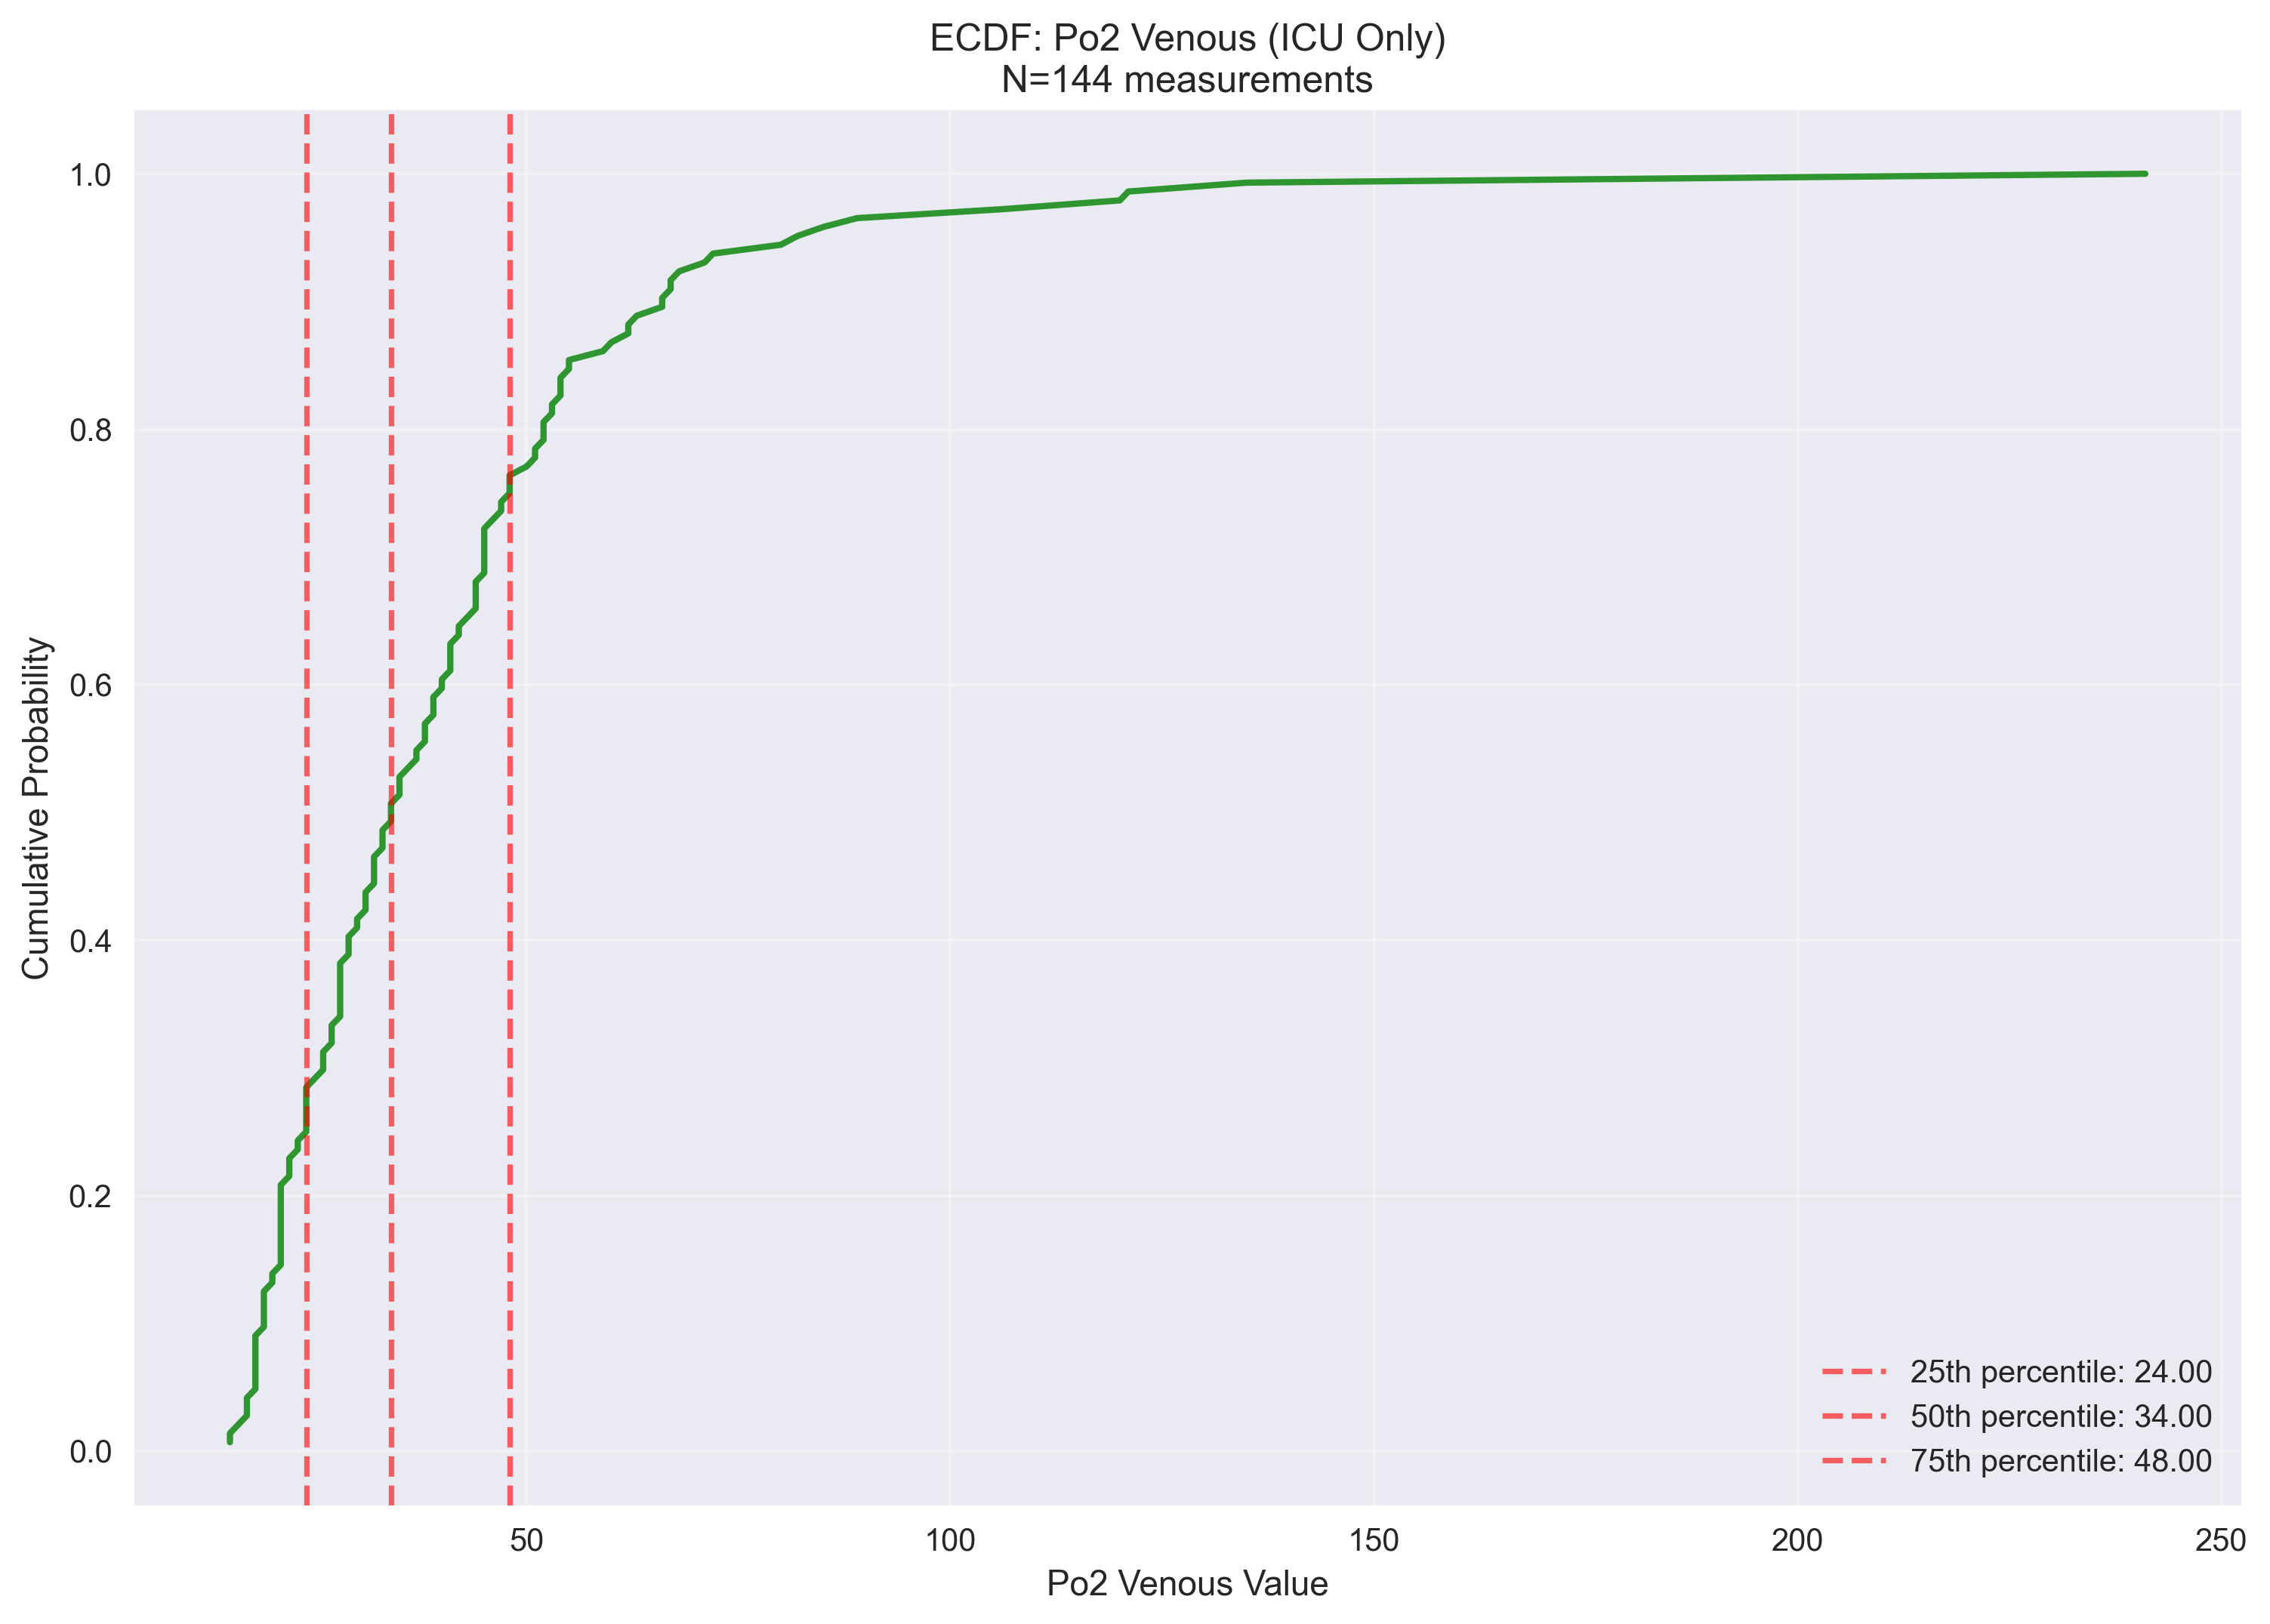 ECDF: Po2 Venous (ICU Only)
N=144 measurements
Cumulative Probability
1.0
0.8
0.6
0.4
0.2
0.0
25th percentile: 24.00
50th percentile: 34.00
75th percentile: 48.00
50
100
150
200
250
Po2 Venous Value